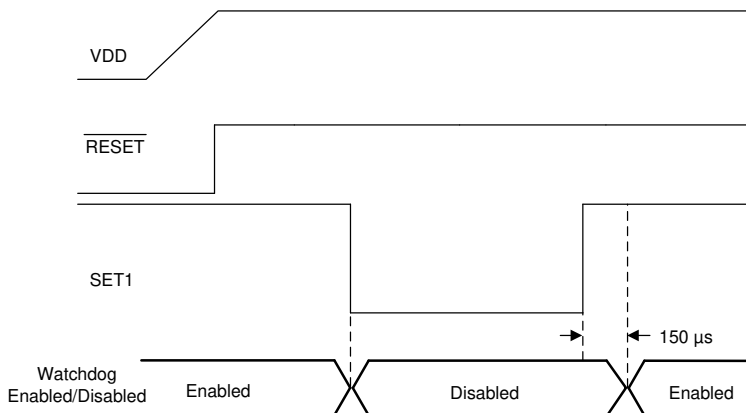 VDD
RESET
SET1
150 µs
Watchdog
Enabled/Disabled
Enabled
Disabled
Enabled